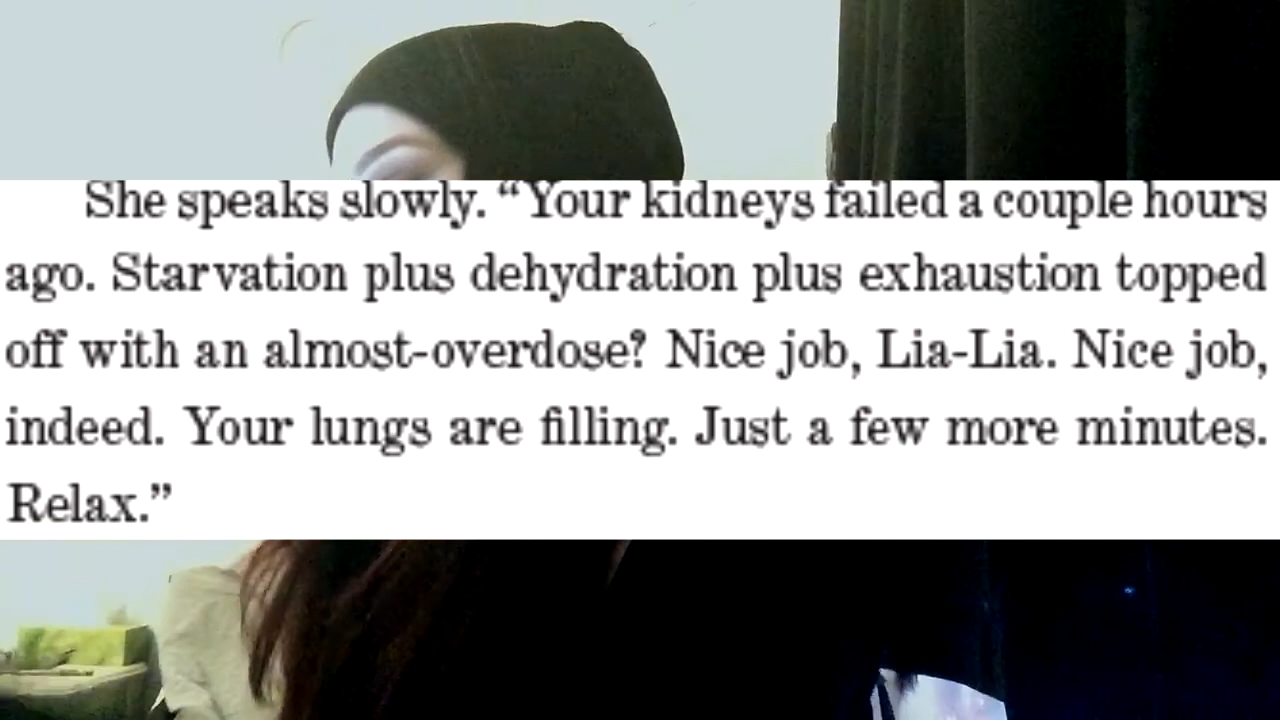 She speaks slowly. “Your kidneys failed a couple hours
ago. Starvation plus dehydration plus exhaustion topped
off with an almost-overdose? Nice job, Lia-Lia. Nice job,
indeed. Your lungs are filling. Just a few more minutes.
Relax.”